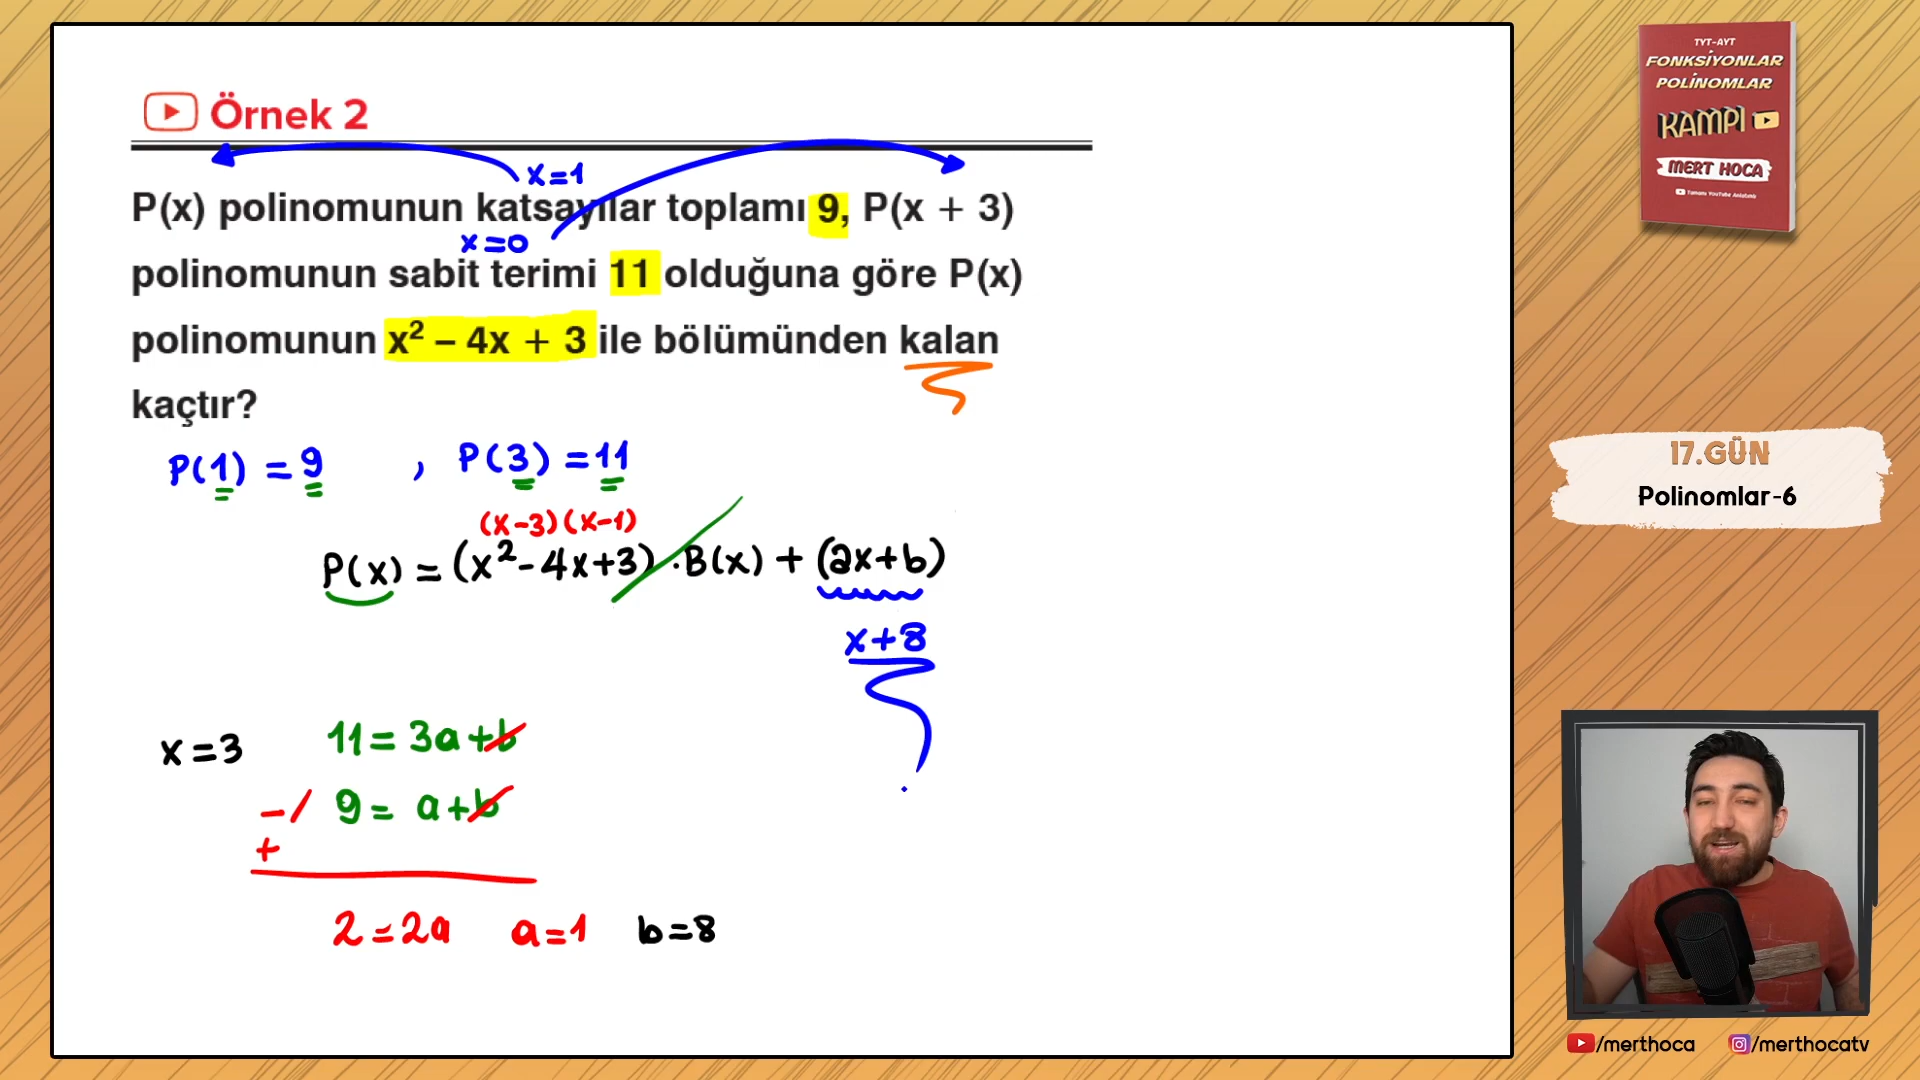 Örnek 2
x=1
P(x) polinomunun katsayılar toplamı 9, P(x + 3)
x=0
polinomunun sabit terimi 11 olduğuna göre P(x)
polinomunun x² – 4x + 3 ile bölümünden kalan
kaçtır?
P(1) = 9 , P(3) = 11
(x-3)(x-1)
P(x) = (x²-4x+3) . B(x) + (ax+b)
x+8
x=3 11= 3a+b
-/ 9= a+b
+
2=2a a=1 b=8
TYT-AYT
FONKSİYONLAR
POLİNOMLAR
KAMPI
MERT HOCA
Tamamı YouTube Anlatımlı
17.GÜN
Polinomlar-6
/merthoca /merthocatv